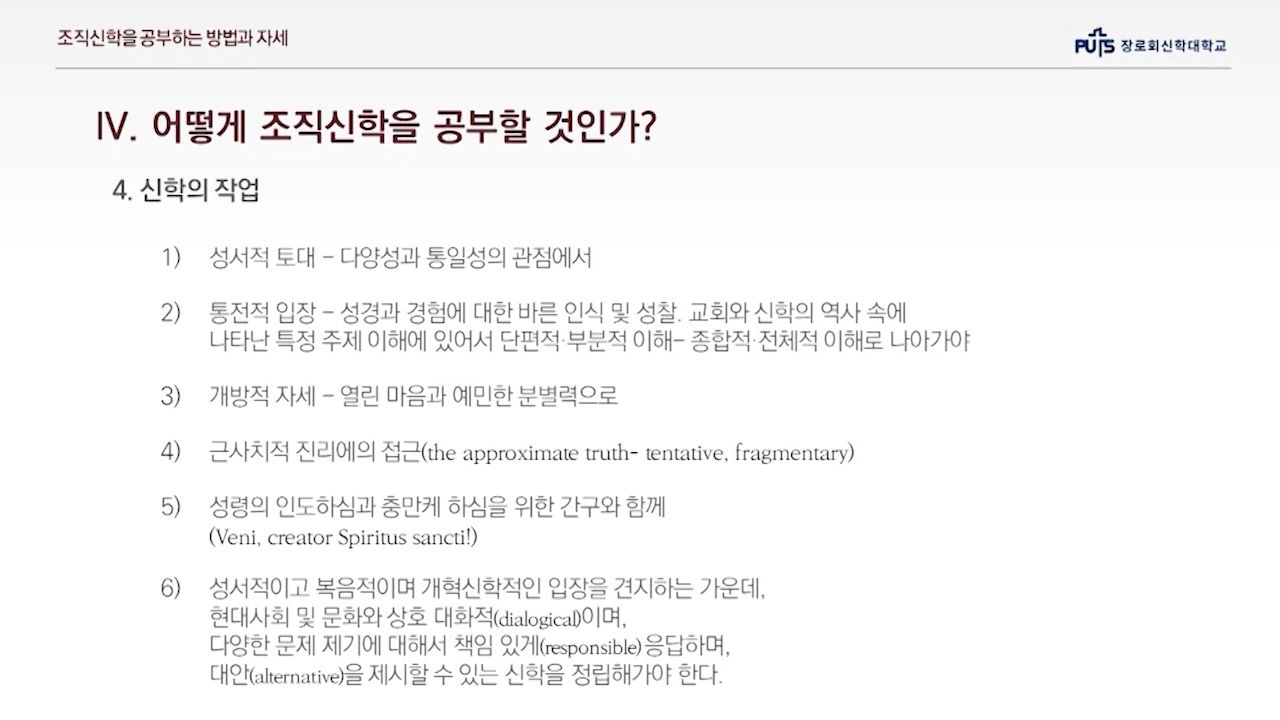 조직신학을 공부하는 방법과 자세
PUTS 장로회신학대학교
IV. 어떻게 조직신학을 공부할 것인가?
4. 신학의 작업
1) 성서적 토대 – 다양성과 통일성의 관점에서
2) 통전적 입장 – 성경과 경험에 대한 바른 인식 및 성찰. 교회와 신학의 역사 속에
나타난 특정 주제 이해에 있어서 단편적·부분적 이해– 종합적·전체적 이해로 나아가야
3) 개방적 자세 – 열린 마음과 예민한 분별력으로
4) 근사치적 진리에의 접근(the approximate truth- tentative, fragmentary)
5) 성령의 인도하심과 충만케 하심을 위한 간구와 함께
(Veni, creator Spiritus sancti!)
6) 성서적이고 복음적이며 개혁신학적인 입장을 견지하는 가운데,
현대사회 및 문화와 상호 대화적(dialogical)이며,
다양한 문제 제기에 대해서 책임 있게(responsible) 응답하며,
대안(alternative)을 제시할 수 있는 신학을 정립해가야 한다.